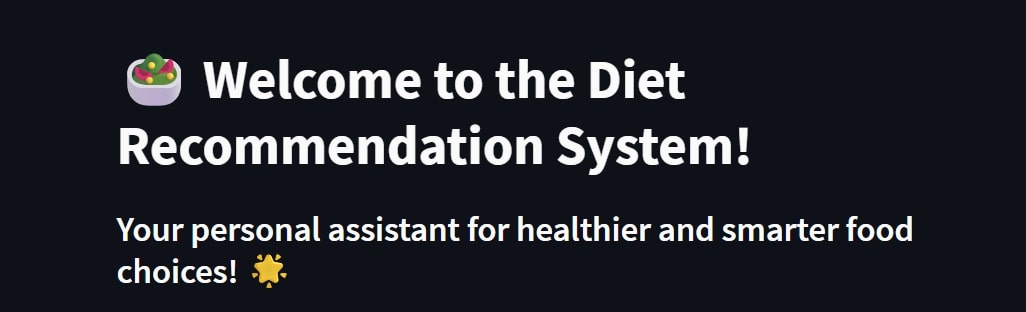 🥗 Welcome to the Diet
Recommendation System!
Your personal assistant for healthier and smarter food
choices! 🌟